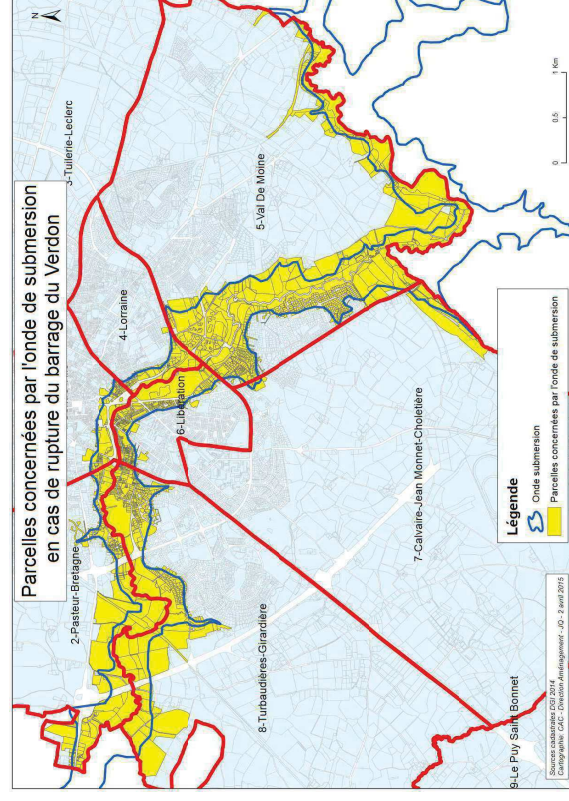 Parcelles concernées par l'onde de submersion
en cas de rupture du barrage du Verdon
N
3-Tuilerie-Leclerc
2-Pasteur-Bretagne
4-Lorraine
5-Val De Moine
6-Libération
8-Turbaudières-Girardière
7-Calvaire-Jean Monnet-Choletière
9-Le Puy Saint Bonnet
0 0.5 1 Km
Légende
Onde submersion
Parcelles concernées par l'onde de submersion
Sources cadastrales DGI 2014
Cartographie: CAC - Direction Aménagement - JQ - 2 avril 2015